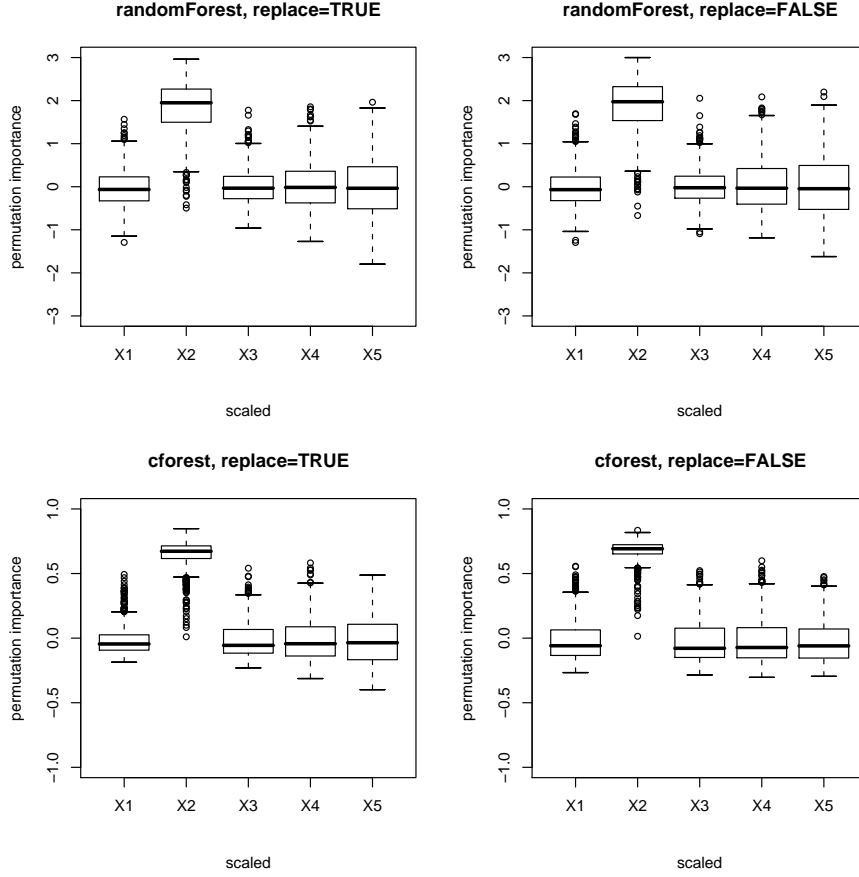 randomForest, replace=TRUE
permutation importance
3
2
1
0
−1
−2
−3
X1 X2 X3 X4 X5
scaled
randomForest, replace=FALSE
permutation importance
3
2
1
0
−1
−2
−3
X1 X2 X3 X4 X5
scaled
cforest, replace=TRUE
permutation importance
1.0
0.5
0.0
−0.5
−1.0
X1 X2 X3 X4 X5
scaled
cforest, replace=FALSE
permutation importance
1.0
0.5
0.0
−0.5
−1.0
X1 X2 X3 X4 X5
scaled